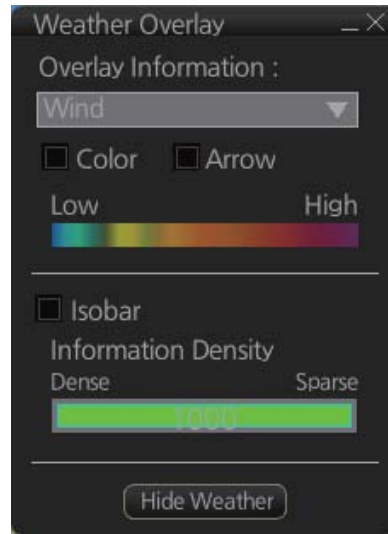 Weather Overlay
Overlay Information :
Wind
Color Arrow
Low High
Isobar
Information Density
Dense Sparse
1000
Hide Weather